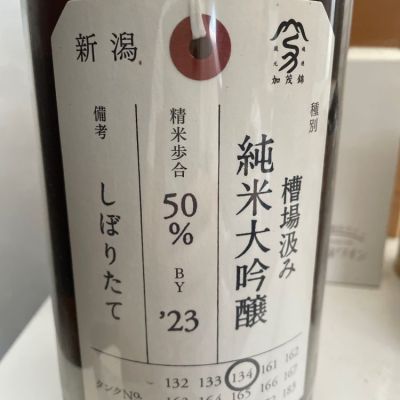 新潟
加茂錦
種別
槽場汲み
純米大吟醸
精米歩合
50%
BY
'23
備考
しぼりたて
タンクNo.
132 133 134 161 162
164 165 166 167